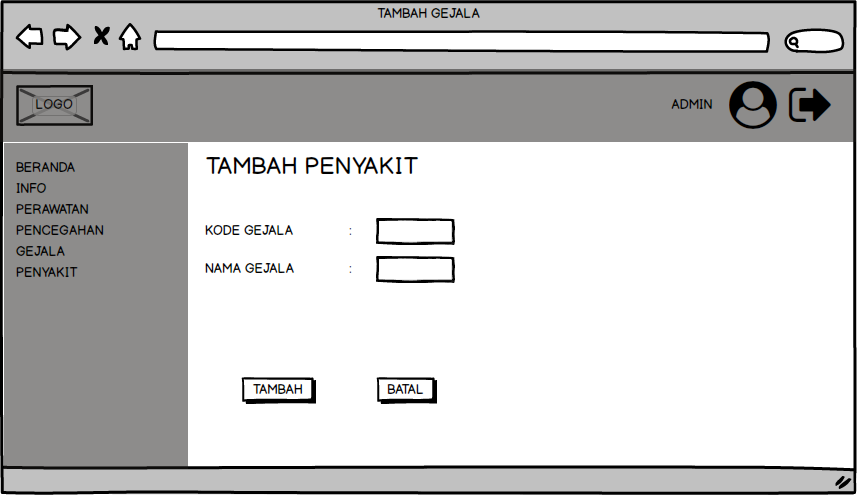 TAMBAH GEJALA
LOGO
ADMIN
BERANDA
INFO
PERAWATAN
PENCEGAHAN
GEJALA
PENYAKIT
TAMBAH PENYAKIT
KODE GEJALA :
NAMA GEJALA :
TAMBAH BATAL